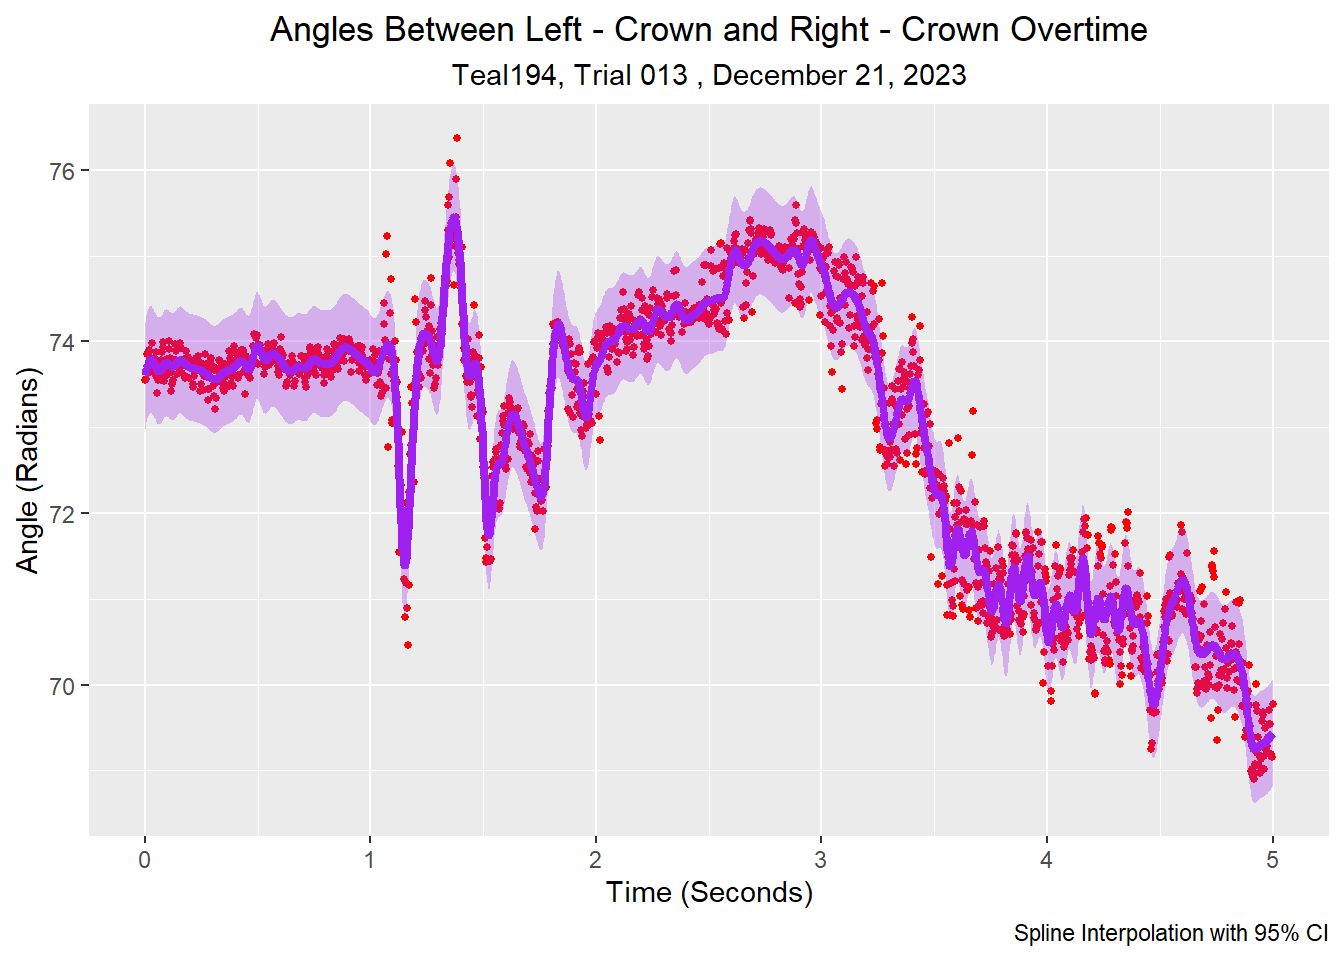 Angles Between Left - Crown and Right - Crown Overtime
Teal194, Trial 013 , December 21, 2023
Angle (Radians)
76
74
72
70
0 1 2 3 4 5
Time (Seconds)
Spline Interpolation with 95% CI